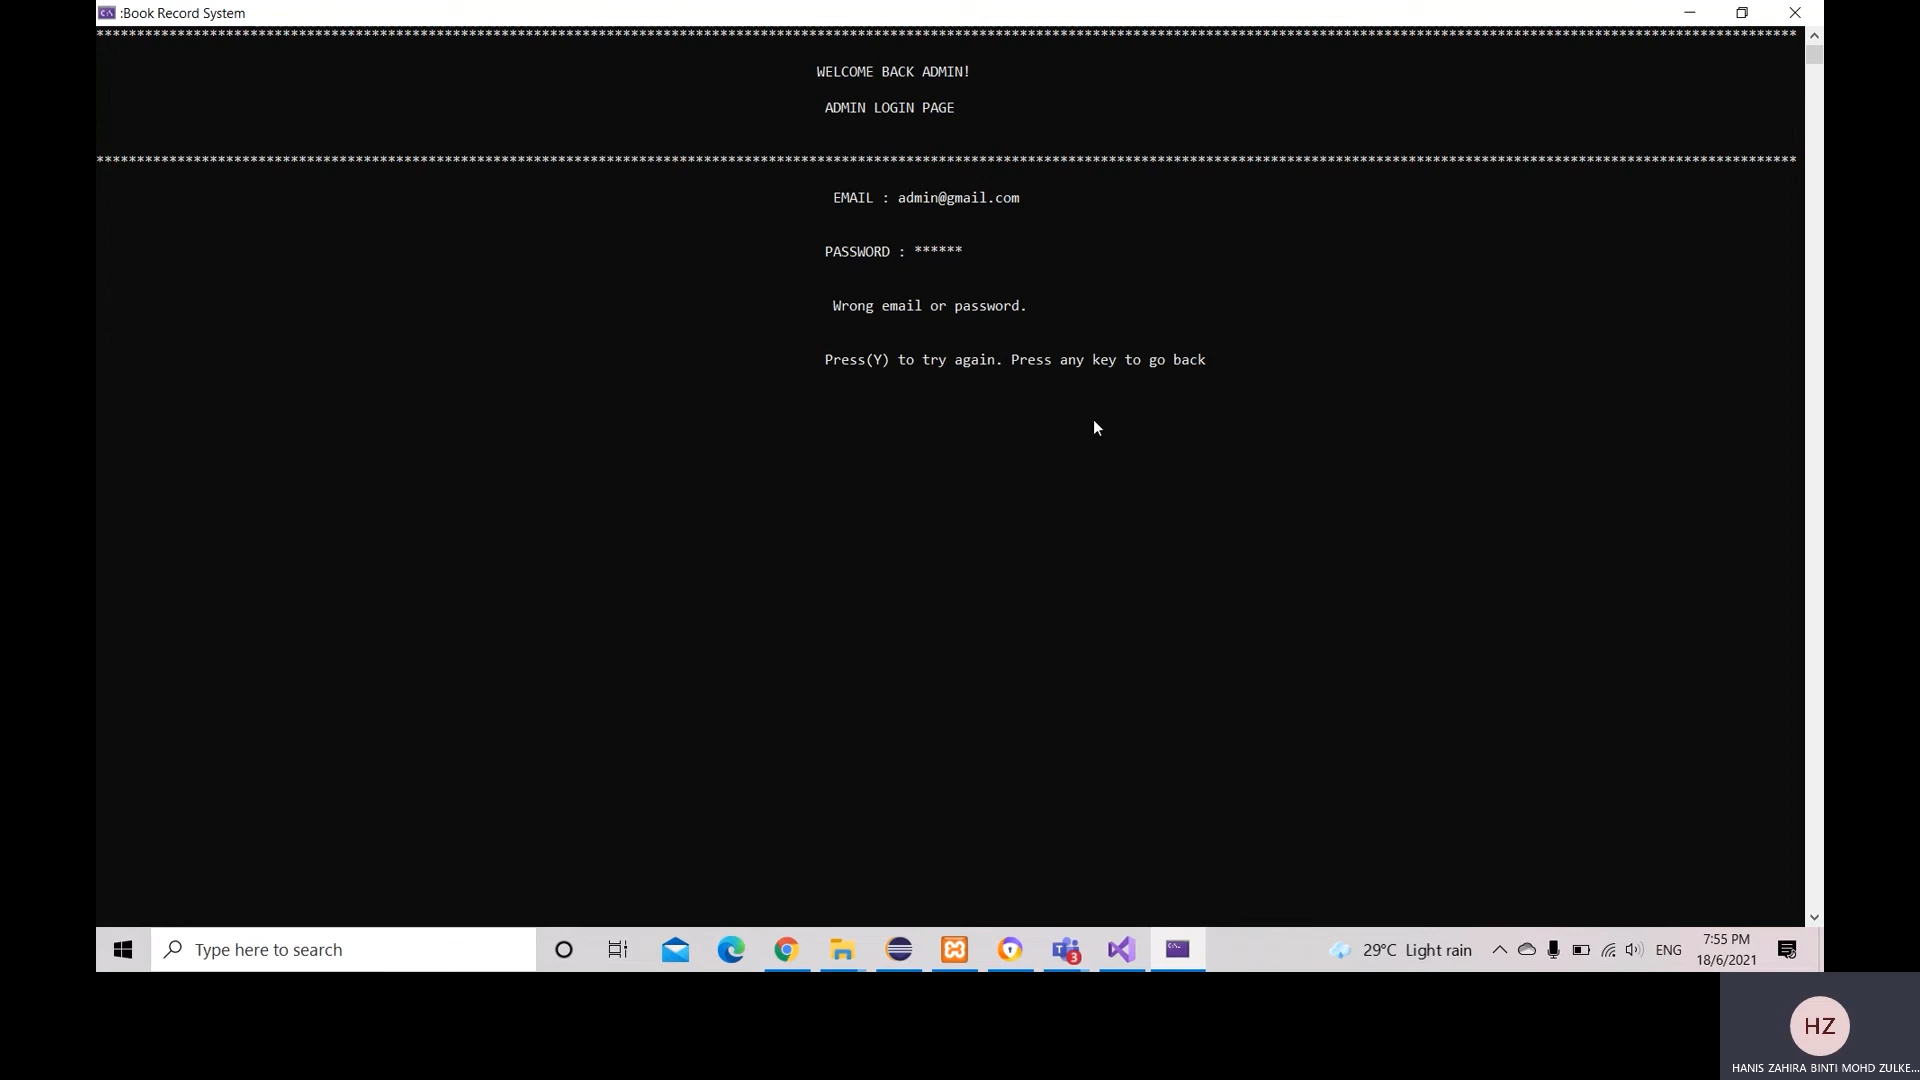 :Book Record System
********************************************************************************************************************************************************************************************************************
WELCOME BACK ADMIN!
ADMIN LOGIN PAGE
********************************************************************************************************************************************************************************************************************
EMAIL : admin@gmail.com
PASSWORD : ******
Wrong email or password.
Press(Y) to try again. Press any key to go back
Type here to search
3
29°C Light rain
ENG
7:55 PM
18/6/2021
HZ
HANIS ZAHIRA BINTI MOHD ZULKE...